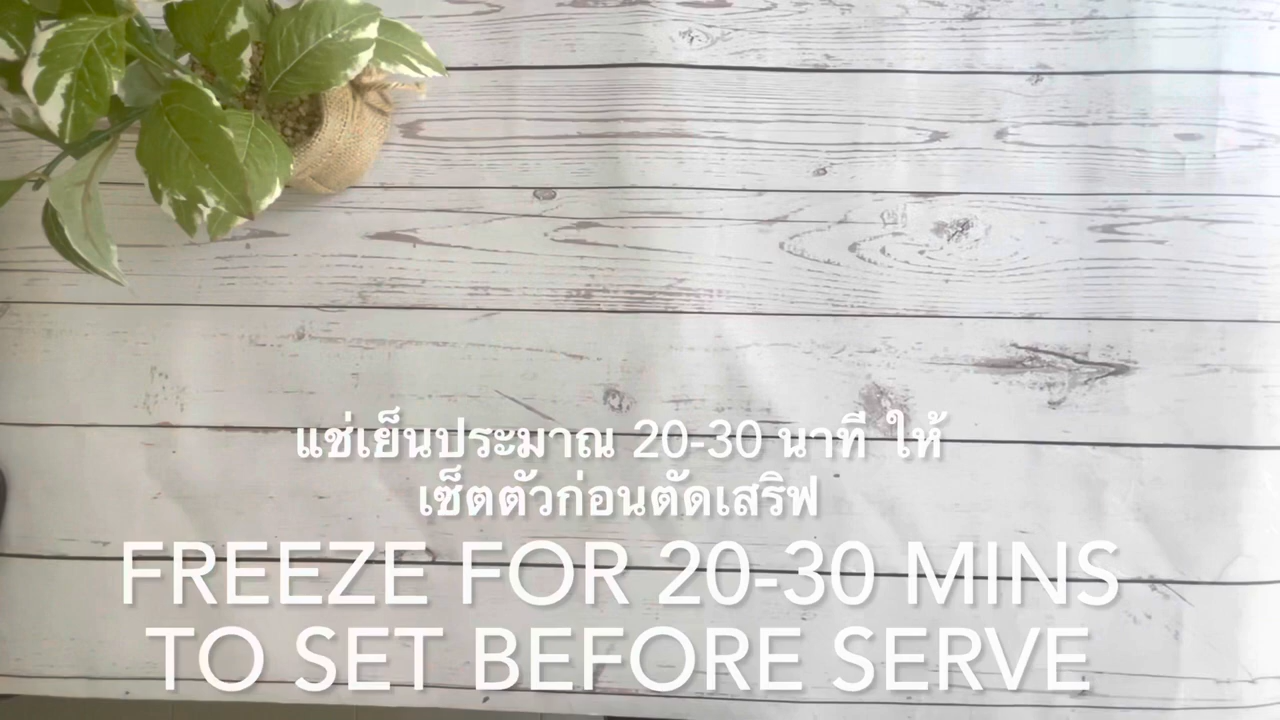 แช่เย็นประมาณ 20-30 นาที ให้
เซ็ตตัวก่อนตัดเสริฟ
FREEZE FOR 20-30 MINS
TO SET BEFORE SERVE